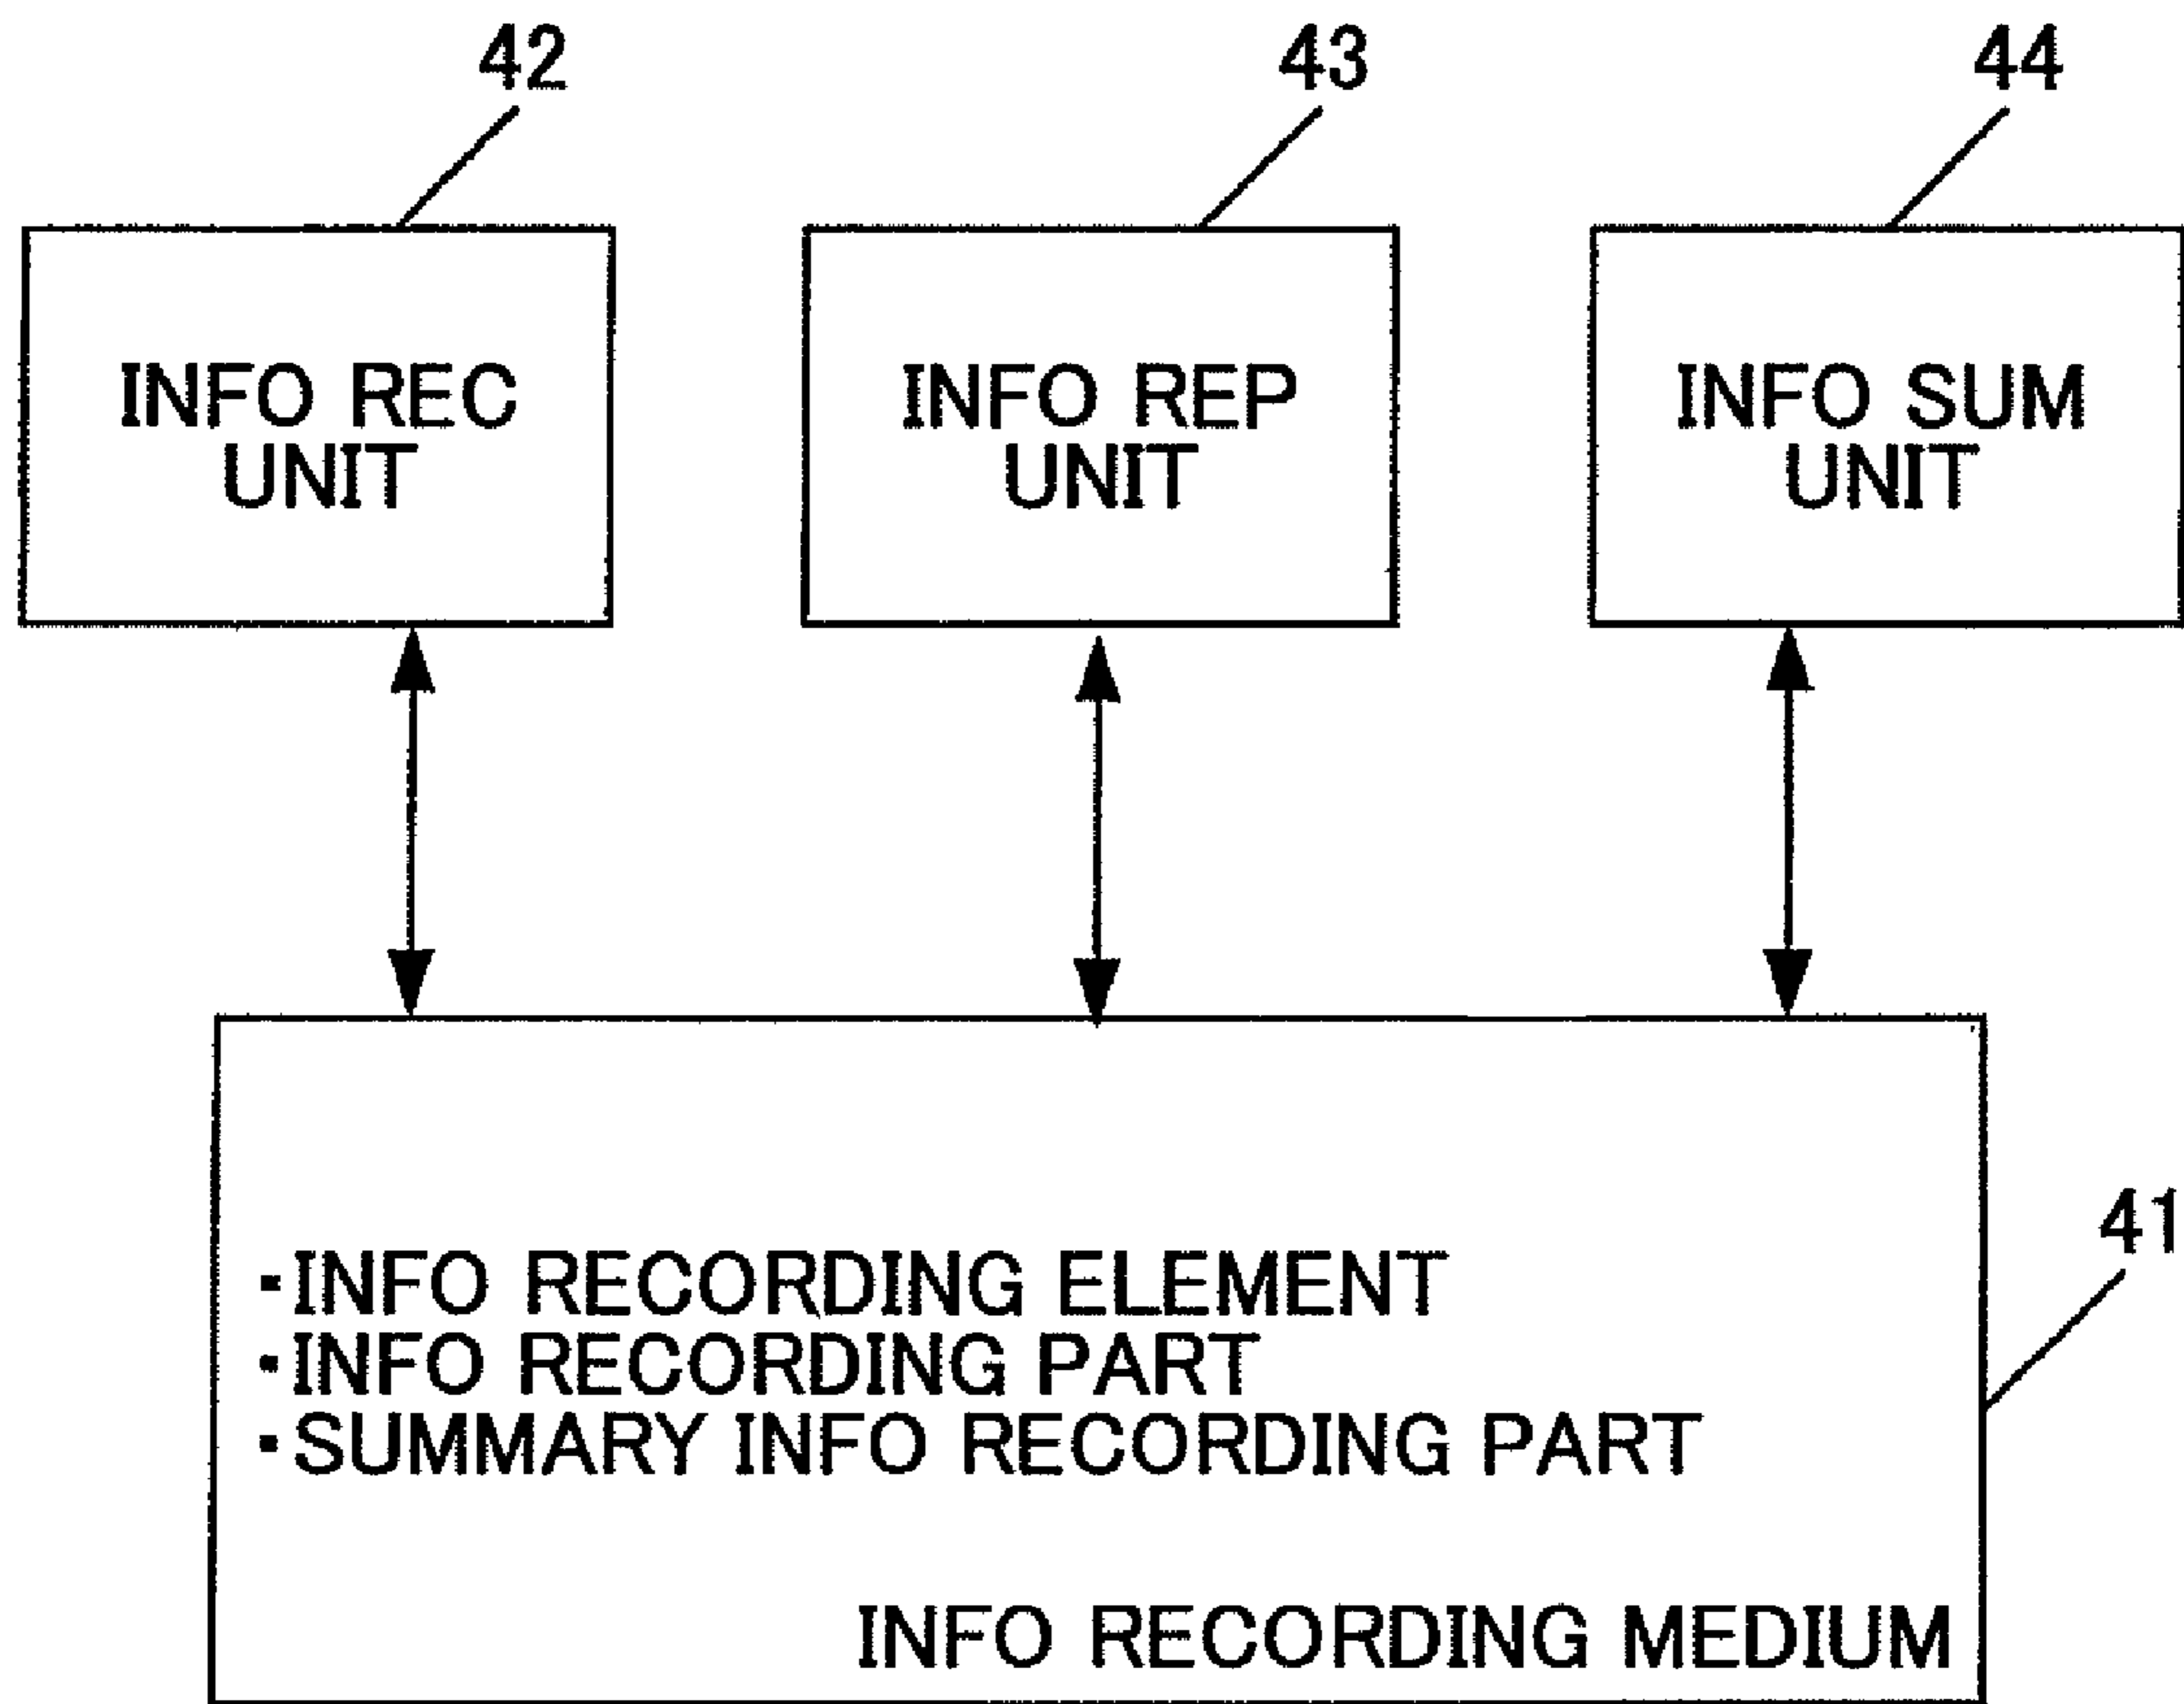 42
43
44
INFO REC
UNIT
INFO REP
UNIT
INFO SUM
UNIT
41
・INFO RECORDING ELEMENT
・INFO RECORDING PART
・SUMMARY INFO RECORDING PART
INFO RECORDING MEDIUM